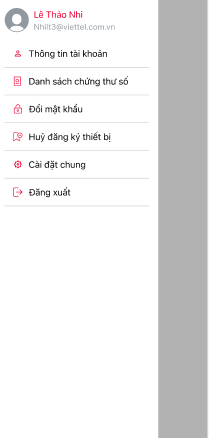 Lê Thảo Nhi
Nhilt3@viettel.com.vn
Thông tin tài khoản
Danh sách chứng thư số
Đổi mật khẩu
Huỷ đăng ký thiết bị
Cài đặt chung
Đăng xuất